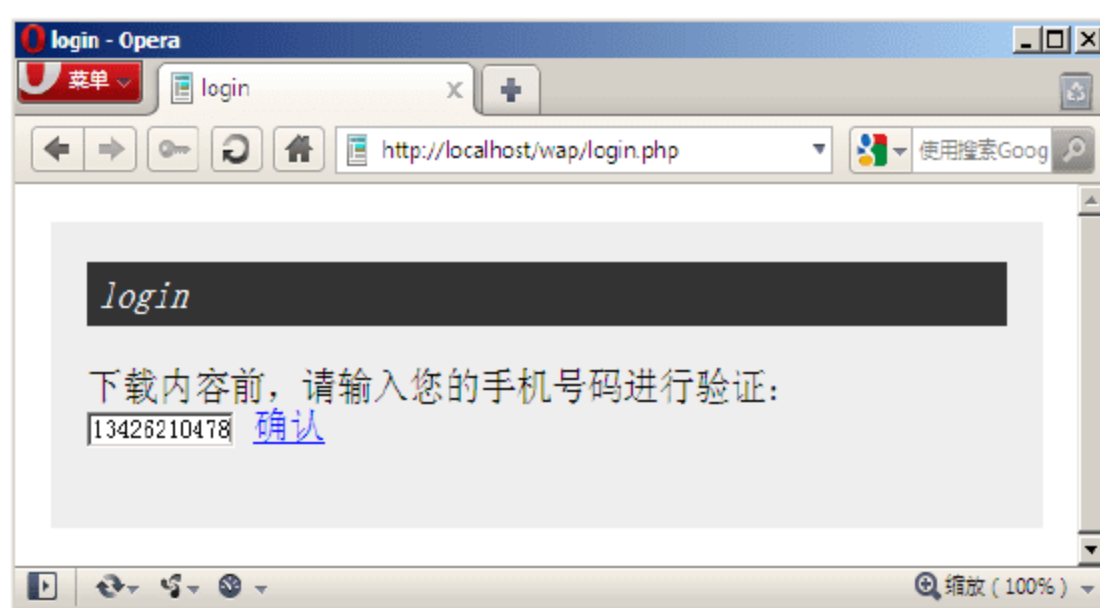 login - Opera
菜单
login
http://localhost/wap/login.php
使用搜索Goog
login
下载内容前，请输入您的手机号码进行验证:
13426210478 确认
缩放 ( 100% )